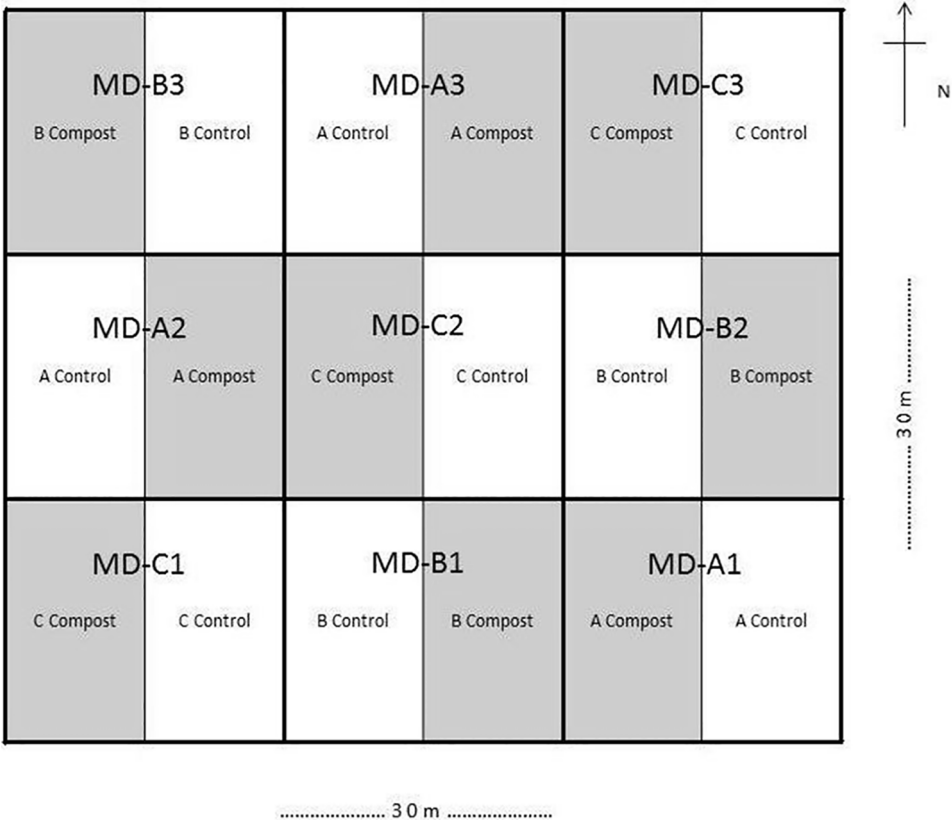 MD-B3 MD-A3 MD-C3
B Compost B Control A Control A Compost C Compost C Control
N
MD-A2 MD-C2 MD-B2
A Control A Compost C Compost C Control B Control B Compost
..................... 30 m .....................
MD-C1 MD-B1 MD-A1
C Compost C Control B Control B Compost A Compost A Control
..................... 30 m .....................